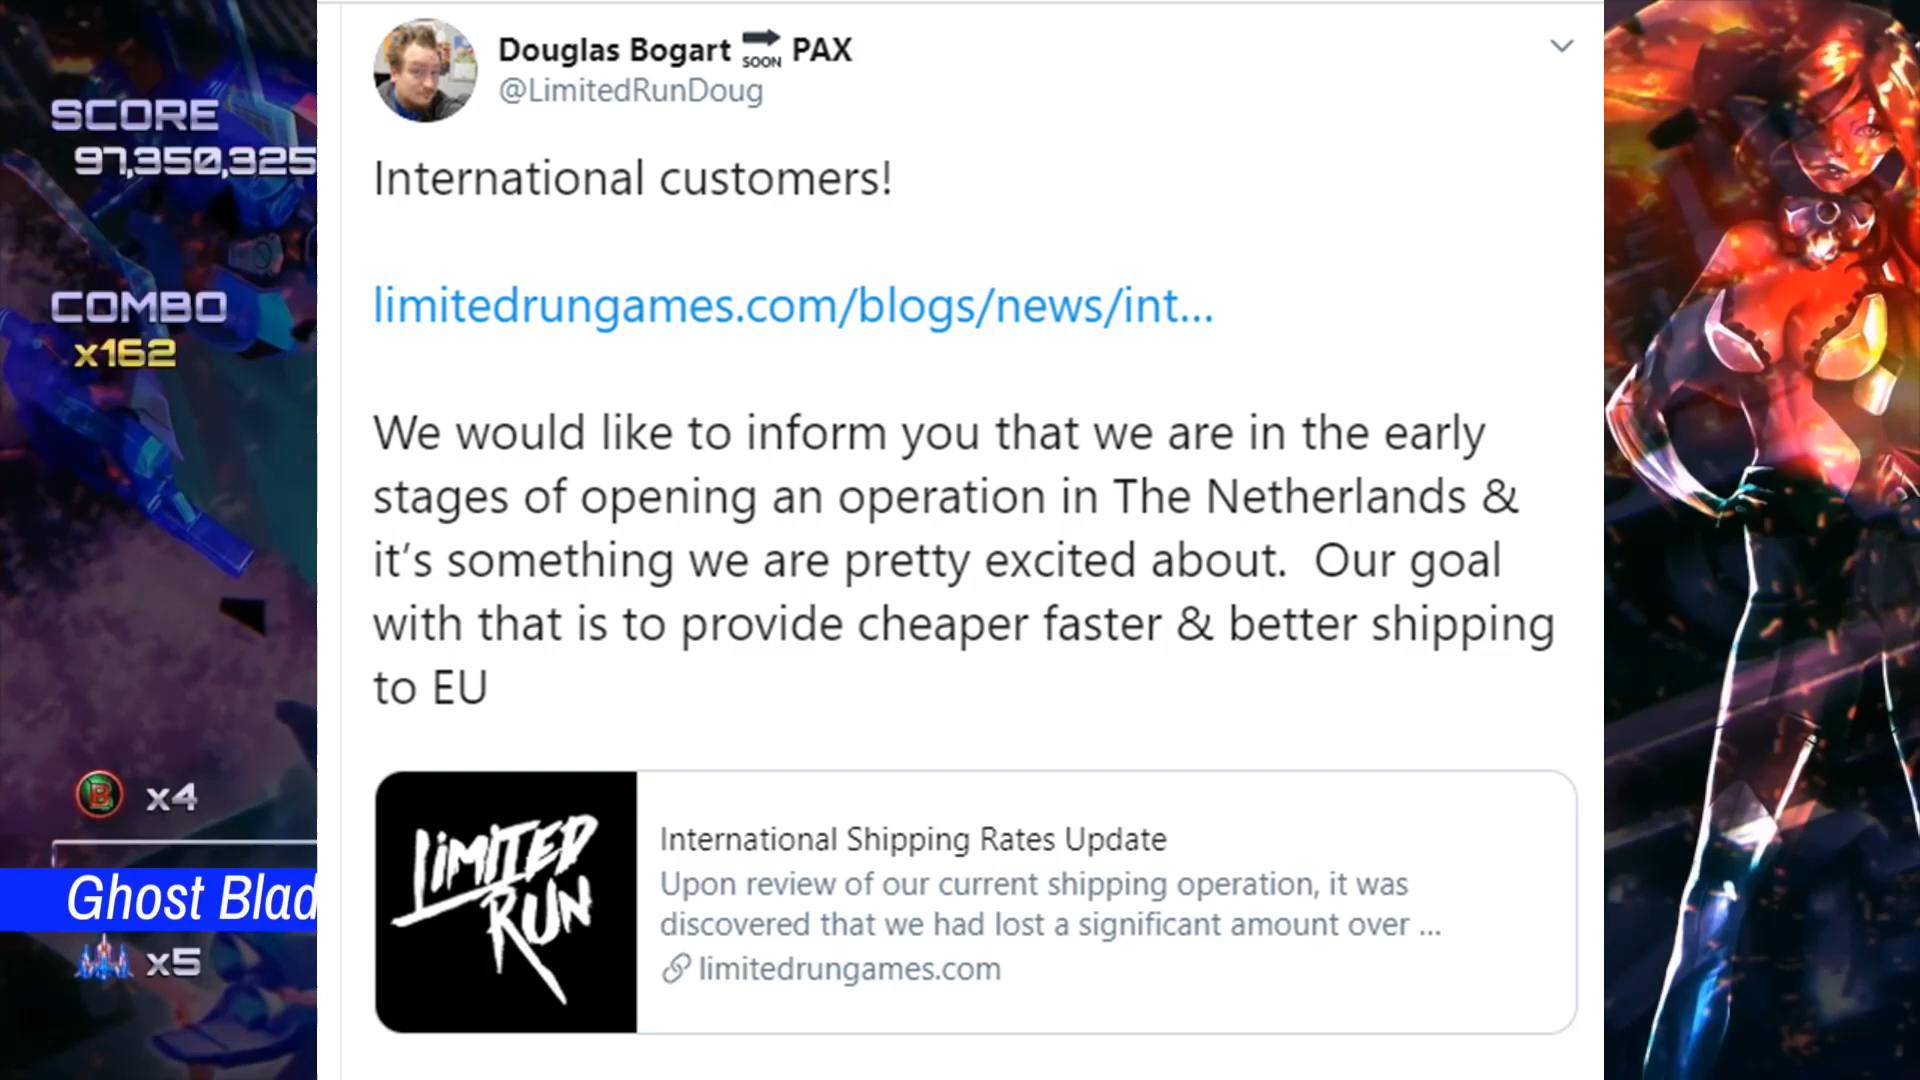 SCORE
97,350,325
COMBO
x162
x4
Ghost Blad
x5
Douglas Bogart SOON PAX
@LimitedRunDoug
International customers!
limitedrungames.com/blogs/news/int...
We would like to inform you that we are in the early
stages of opening an operation in The Netherlands &
it's something we are pretty excited about.  Our goal
with that is to provide cheaper faster & better shipping
to EU
LIMITED
RUN
International Shipping Rates Update
Upon review of our current shipping operation, it was
discovered that we had lost a significant amount over ...
limitedrungames.com